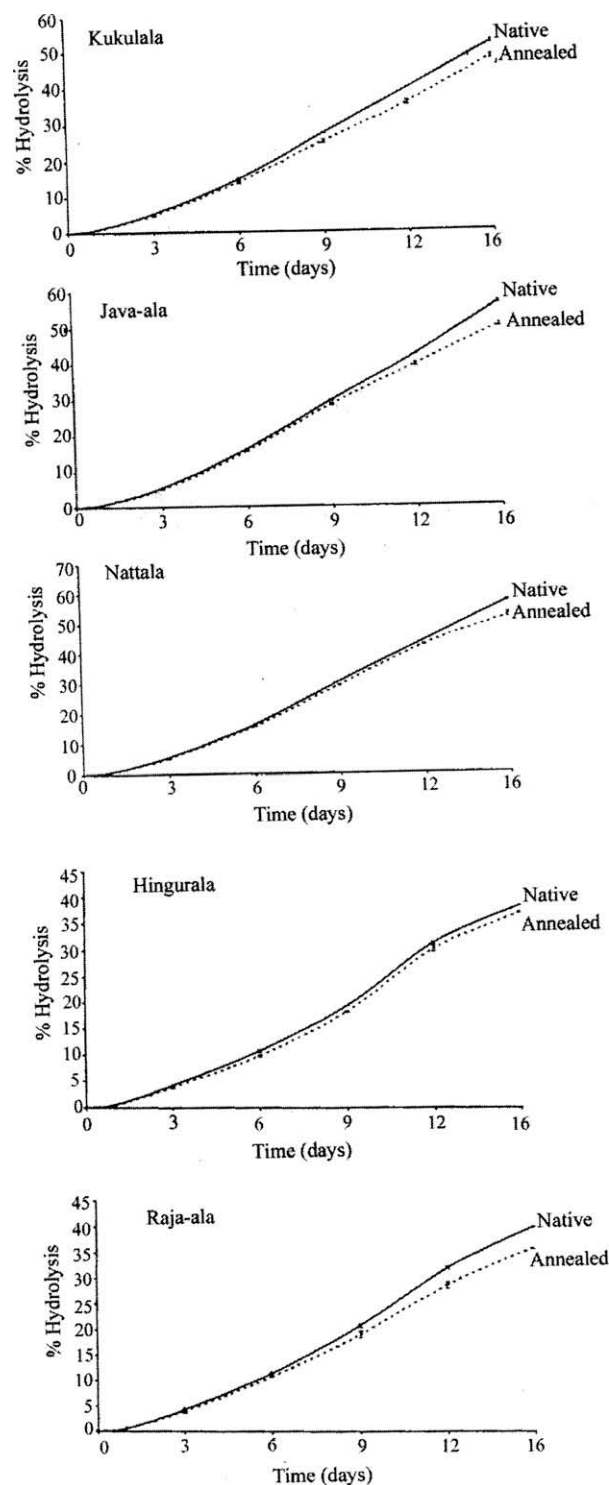 Kukulala
% Hydrolysis
60
50
40
30
20
10
0
0 3 6 9 12 16
Time (days)
Native
Annealed
Java-ala
% Hydrolysis
60
50
40
30
20
10
0
0 3 6 9 12 16
Time (days)
Native
Annealed
Nattala
% Hydrolysis
70
60
50
40
30
20
10
0
0 3 6 9 12 16
Time (days)
Native
Annealed
Hingurala
% Hydrolysis
45
40
35
30
25
20
15
10
5
0
0 3 6 9 12 16
Time (days)
Native
Annealed
Raja-ala
% Hydrolysis
45
40
35
30
25
20
15
10
5
0
0 3 6 9 12 16
Time (days)
Native
Annealed